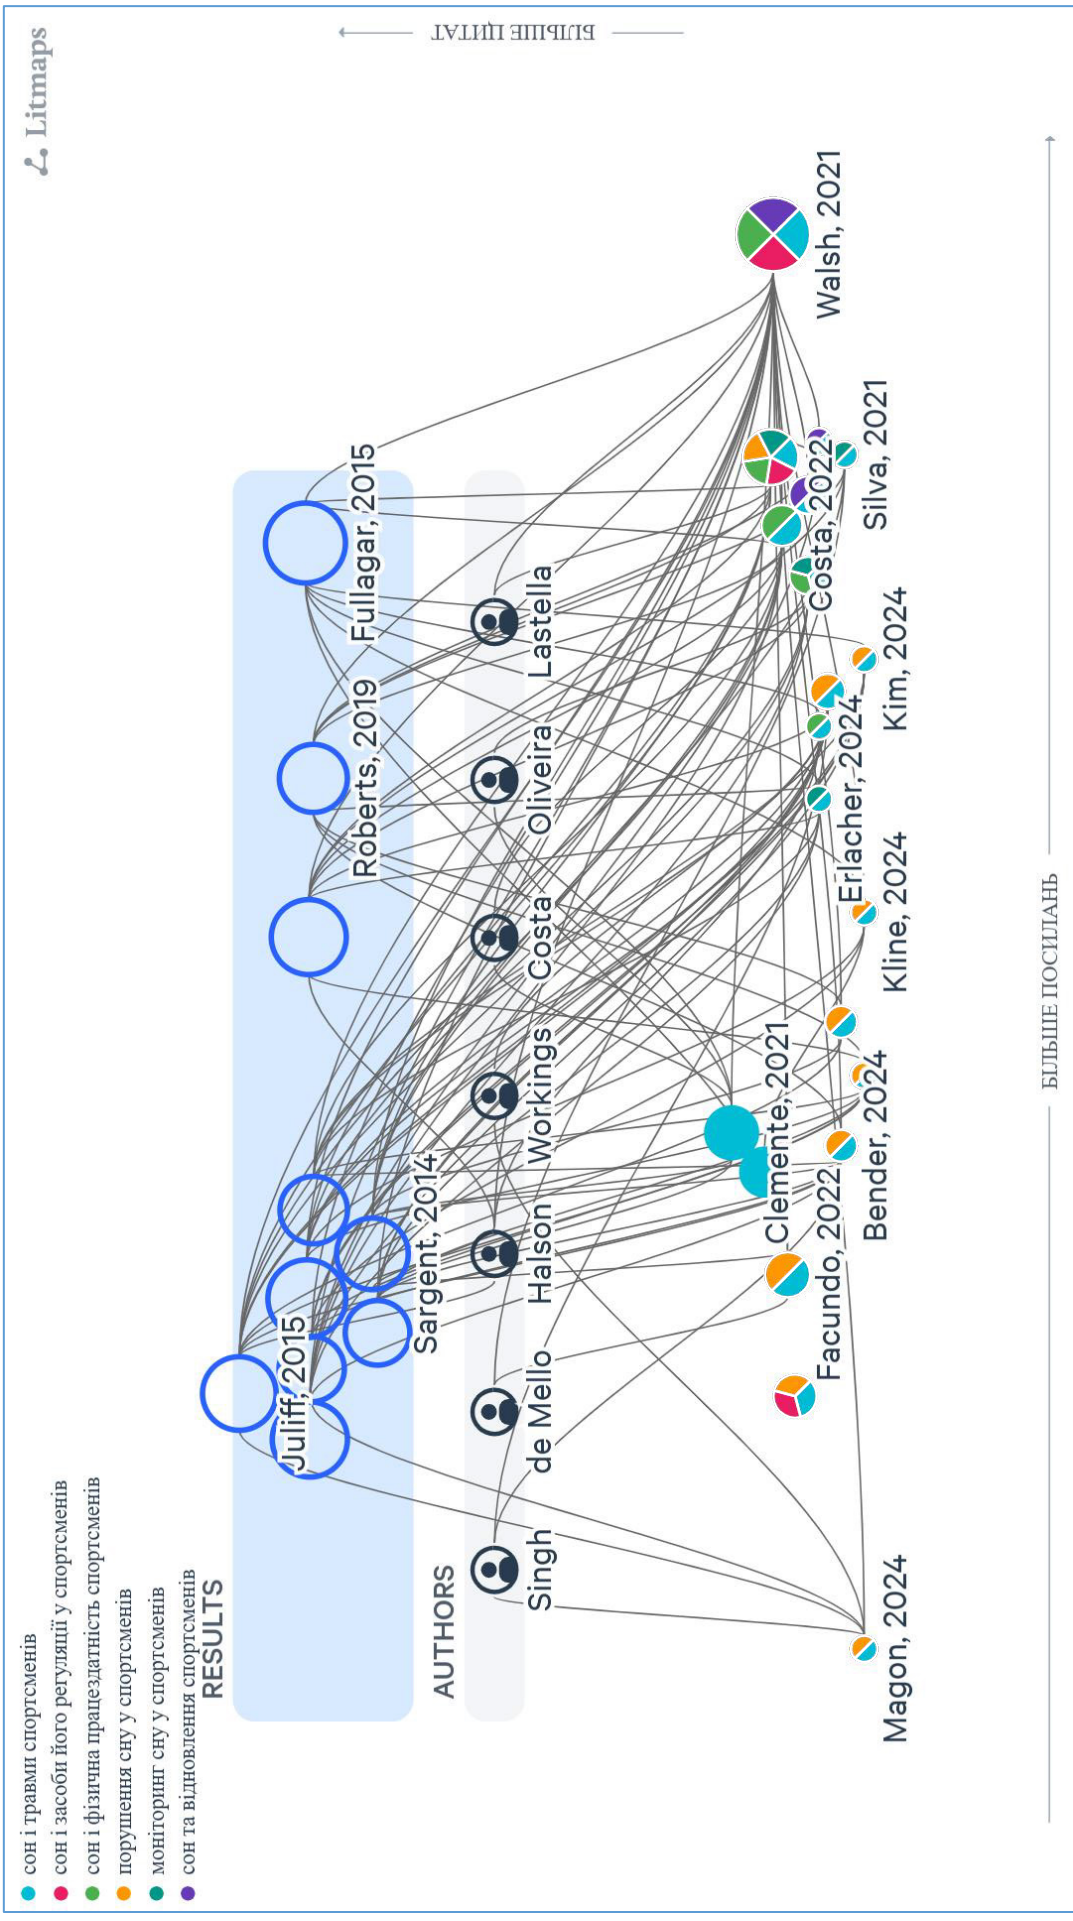 сон і травми спортсменів
сон і засоби його регуляції у спортсменів
сон і фізична працездатність спортсменів
порушення сну у спортсменів
моніторинг сну у спортсменів
сон та відновлення спортсменів
Litmaps
RESULTS
Juliff, 2015
Sargent, 2014
Roberts, 2019
Fullagar, 2015
AUTHORS
Singh
de Mello
Halson
Workings
Costa
Oliveira
Lastella
Magon, 2024
Facundo, 2022
Clemente, 2021
Bender, 2024
Kline, 2024
Erlacher, 2024
Kim, 2024
Costa, 2022
Silva, 2021
Walsh, 2021
БІЛЬШЕ ЦИТАТ
БІЛЬШЕ ПОСИЛАНЬ